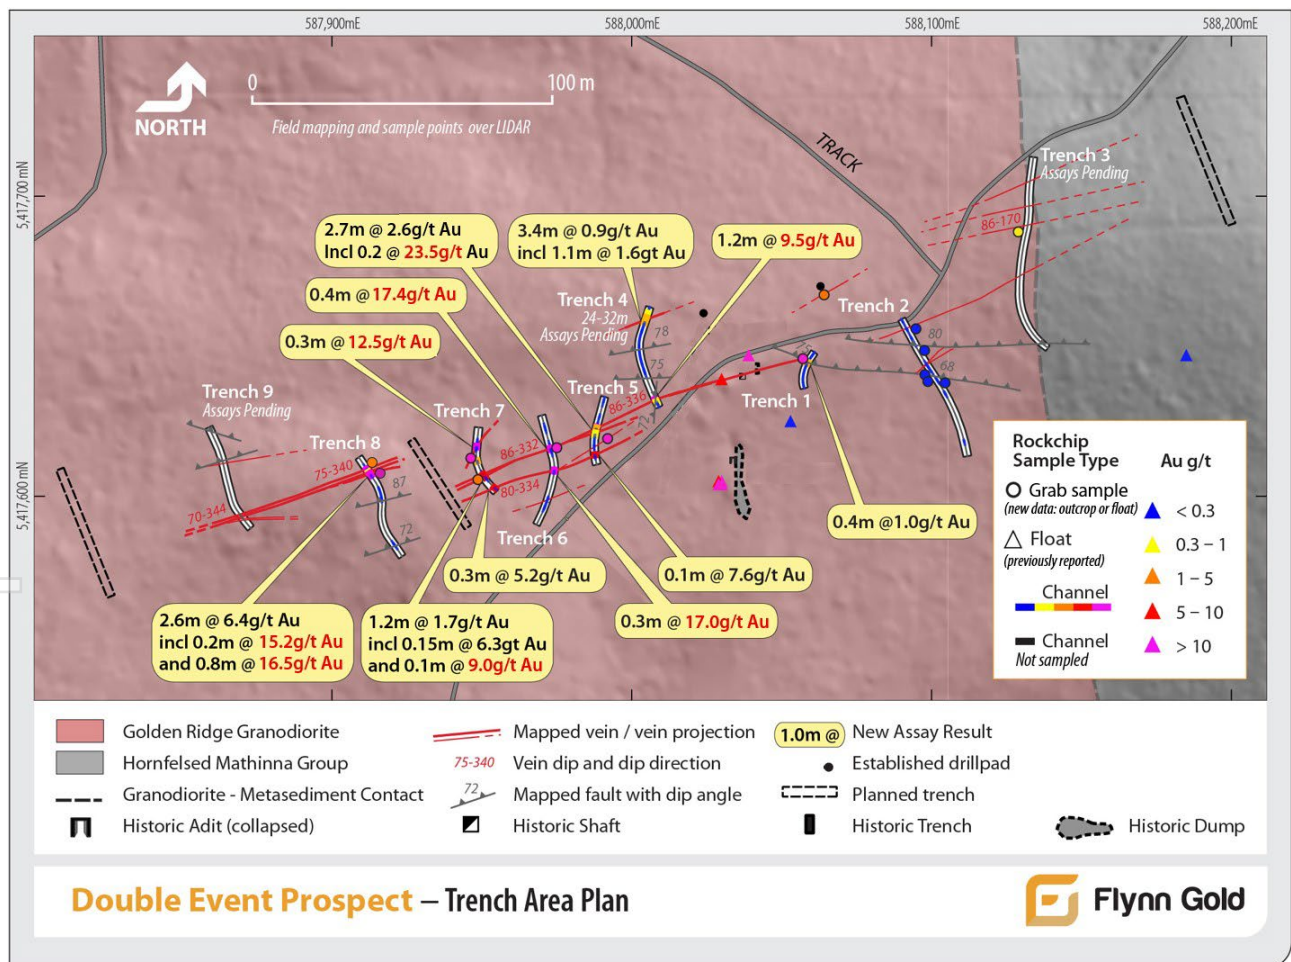 587,900mE
588,000mE
588,100mE
588,200mE
5,417,700 mN
5,417,600 mN
0
100 m
NORTH
Field mapping and sample points over LIDAR
TRACK
Trench 3
Assays Pending
86-170
2.7m @ 2.6g/t Au
Incl 0.2 @ 23.5g/t Au
3.4m @ 0.9g/t Au
incl 1.1m @ 1.6gt Au
1.2m @ 9.5g/t Au
0.4m @ 17.4g/t Au
Trench 4
24-32m
Assays Pending
Trench 2
0.3m @ 12.5g/t Au
78
80
75
75
68
Trench 9
Assays Pending
Trench 5
86-336
Trench 1
Trench 7
72
Trench 8
86-332
75-340
87
80-334
70-344
72
Trench 6
0.4m @1.0g/t Au
0.3m @ 5.2g/t Au
0.1m @ 7.6g/t Au
0.3m @ 17.0g/t Au
2.6m @ 6.4g/t Au
incl 0.2m @ 15.2g/t Au
and 0.8m @ 16.5g/t Au
1.2m @ 1.7g/t Au
incl 0.15m @ 6.3gt Au
and 0.1m @ 9.0g/t Au
Rockchip
Sample Type
Au g/t
Grab sample
(new data: outcrop or float)
< 0.3
Float
(previously reported)
0.3 – 1
1 – 5
Channel
5 – 10
Channel
Not sampled
> 10
Golden Ridge Granodiorite
Mapped vein / vein projection
1.0m @
New Assay Result
Hornfelsed Mathinna Group
75-340
Vein dip and dip direction
Established drillpad
Granodiorite - Metasediment Contact
72
Mapped fault with dip angle
Planned trench
Historic Adit (collapsed)
Historic Shaft
Historic Trench
Historic Dump
Double Event Prospect – Trench Area Plan
Flynn Gold